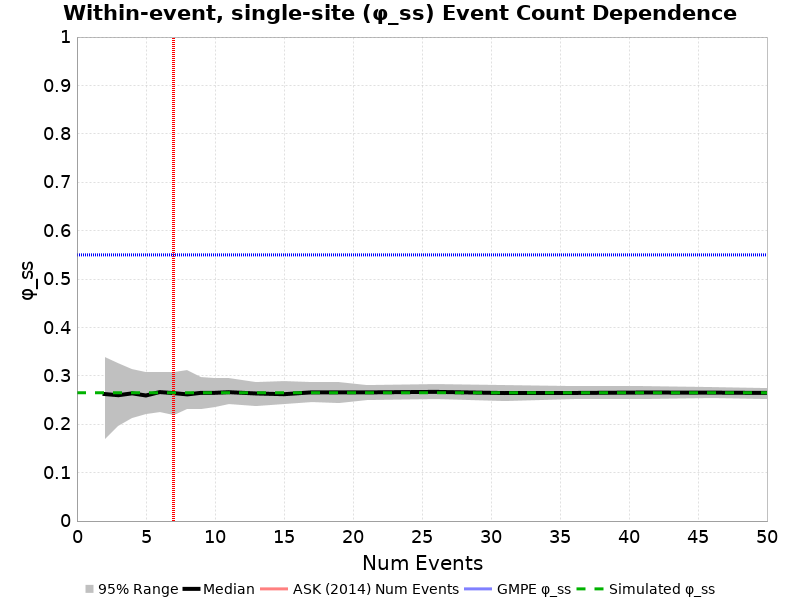 Within-event, single-site (φ_ss) Event Count Dependence
1
0.9
0.8
0.7
0.6
0.5
0.4
0.3
0.2
0.1
0
φ_ss
0 5 10 15 20 25 30 35 40 45 50
Num Events
95% Range Median ASK (2014) Num Events GMPE φ_ss Simulated φ_ss